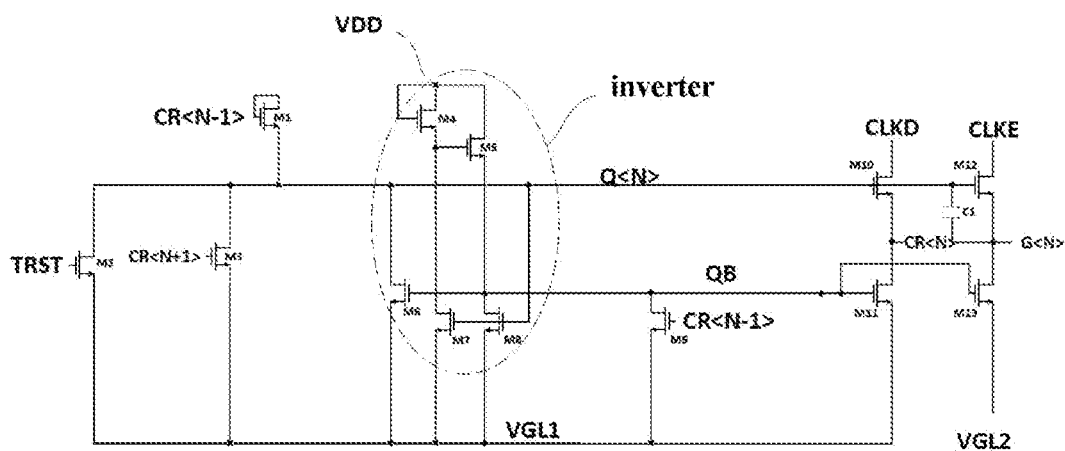 VDD
inverter
CR<N-1>
M1
M4
M5
CLKD
CLKE
M10
M12
Q<N>
C1
TRST
CR<N+1>
CR<N>
G<N>
QB
M6
M7
M8
CR<N-1>
M9
M11
M13
VGL1
VGL2